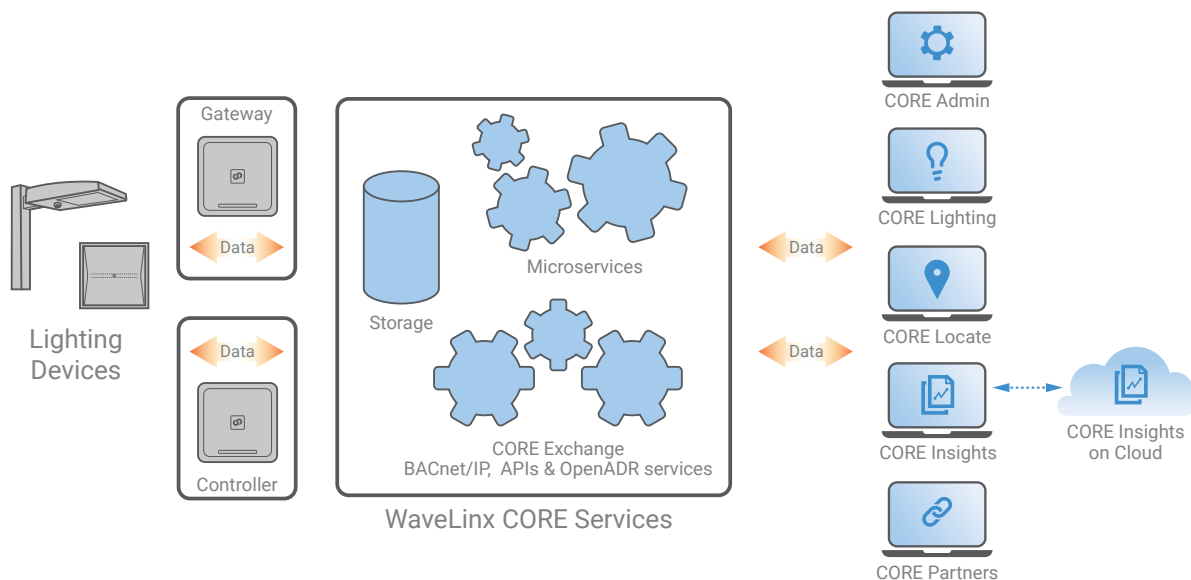 Lighting
Devices
Gateway
Data
Data
Controller
Storage
Microservices
CORE Exchange
BACnet/IP, APIs & OpenADR services
WaveLinx CORE Services
Data
Data
CORE Admin
CORE Lighting
CORE Locate
CORE Insights
CORE Partners
CORE Insights
on Cloud